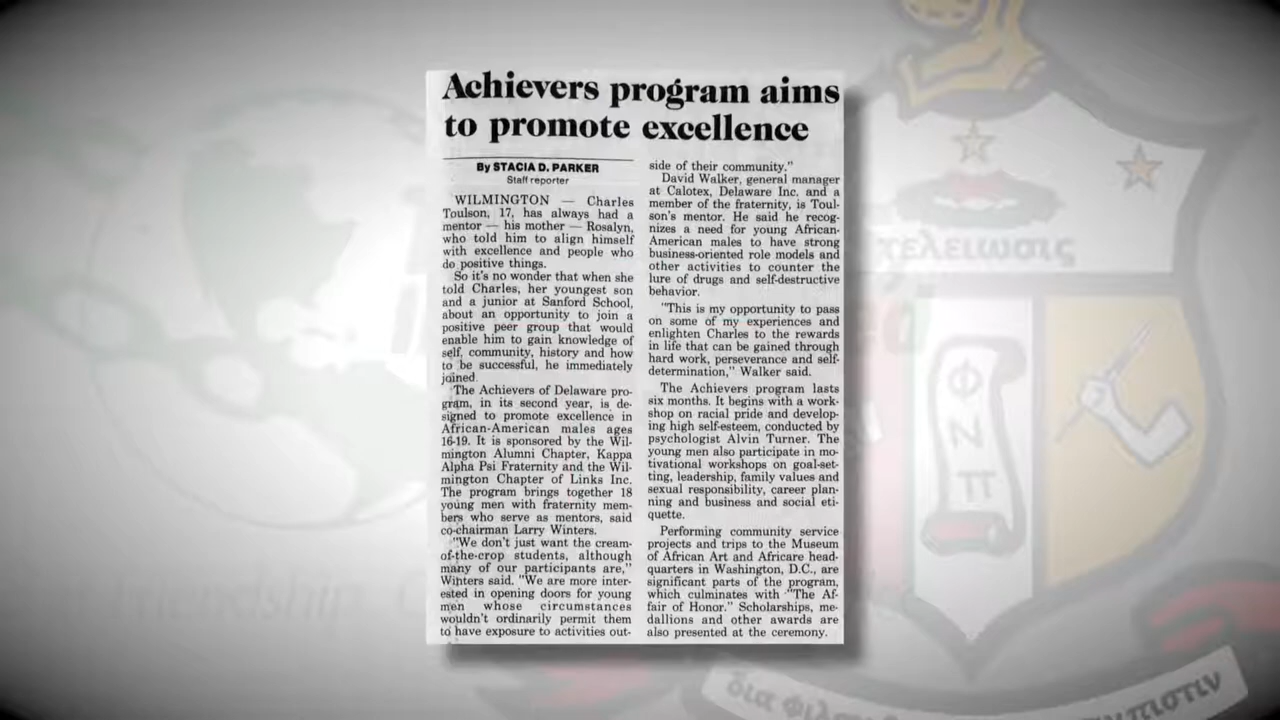 Achievers program aims
to promote excellence
By STACIA D. PARKER
Staff reporter
WILMINGTON — Charles
Toulson, 17, has always had a
mentor — his mother — Rosalyn,
who told him to align himself
with excellence and people who
do positive things.
So it's no wonder that when she
told Charles, her youngest son
and a junior at Sanford School,
about an opportunity to join a
positive peer group that would
enable him to gain knowledge of
self, community, history and how
to be successful, he immediately
joined.
The Achievers of Delaware pro-
gram, in its second year, is de-
signed to promote excellence in
African-American males ages
16-19. It is sponsored by the Wil-
mington Alumni Chapter, Kappa
Alpha Psi Fraternity and the Wil-
mington Chapter of Links Inc.
The program brings together 18
young men with fraternity mem-
bers who serve as mentors, said
co-chairman Larry Winters.
"We don't just want the cream-
of-the-crop students, although
many of our participants are,"
Winters said. "We are more inter-
ested in opening doors for young
men whose circumstances
wouldn't ordinarily permit them
to have exposure to activities out-
side of their community."
David Walker, general manager
at Calotex, Delaware Inc. and a
member of the fraternity, is Toul-
son's mentor. He said he recog-
nizes a need for young African-
American males to have strong
business-oriented role models and
other activities to counter the
lure of drugs and self-destructive
behavior.
"This is my opportunity to pass
on some of my experiences and
enlighten Charles to the rewards
in life that can be gained through
hard work, perseverance and self-
determination," Walker said.
The Achievers program lasts
six months. It begins with a work-
shop on racial pride and develop-
ing high self-esteem, conducted by
psychologist Alvin Turner. The
young men also participate in mo-
tivational workshops on goal-set-
ting, leadership, family values and
sexual responsibility, career plan-
ning and business and social eti-
quette.
Performing community service
projects and trips to the Museum
of African Art and Africare head-
quarters in Washington, D.C., are
significant parts of the program,
which culminates with "The Af-
fair of Honor." Scholarships, me-
dallions and other awards are
also presented at the ceremony.
χελειωσις
Φ
Ν
Π
δια